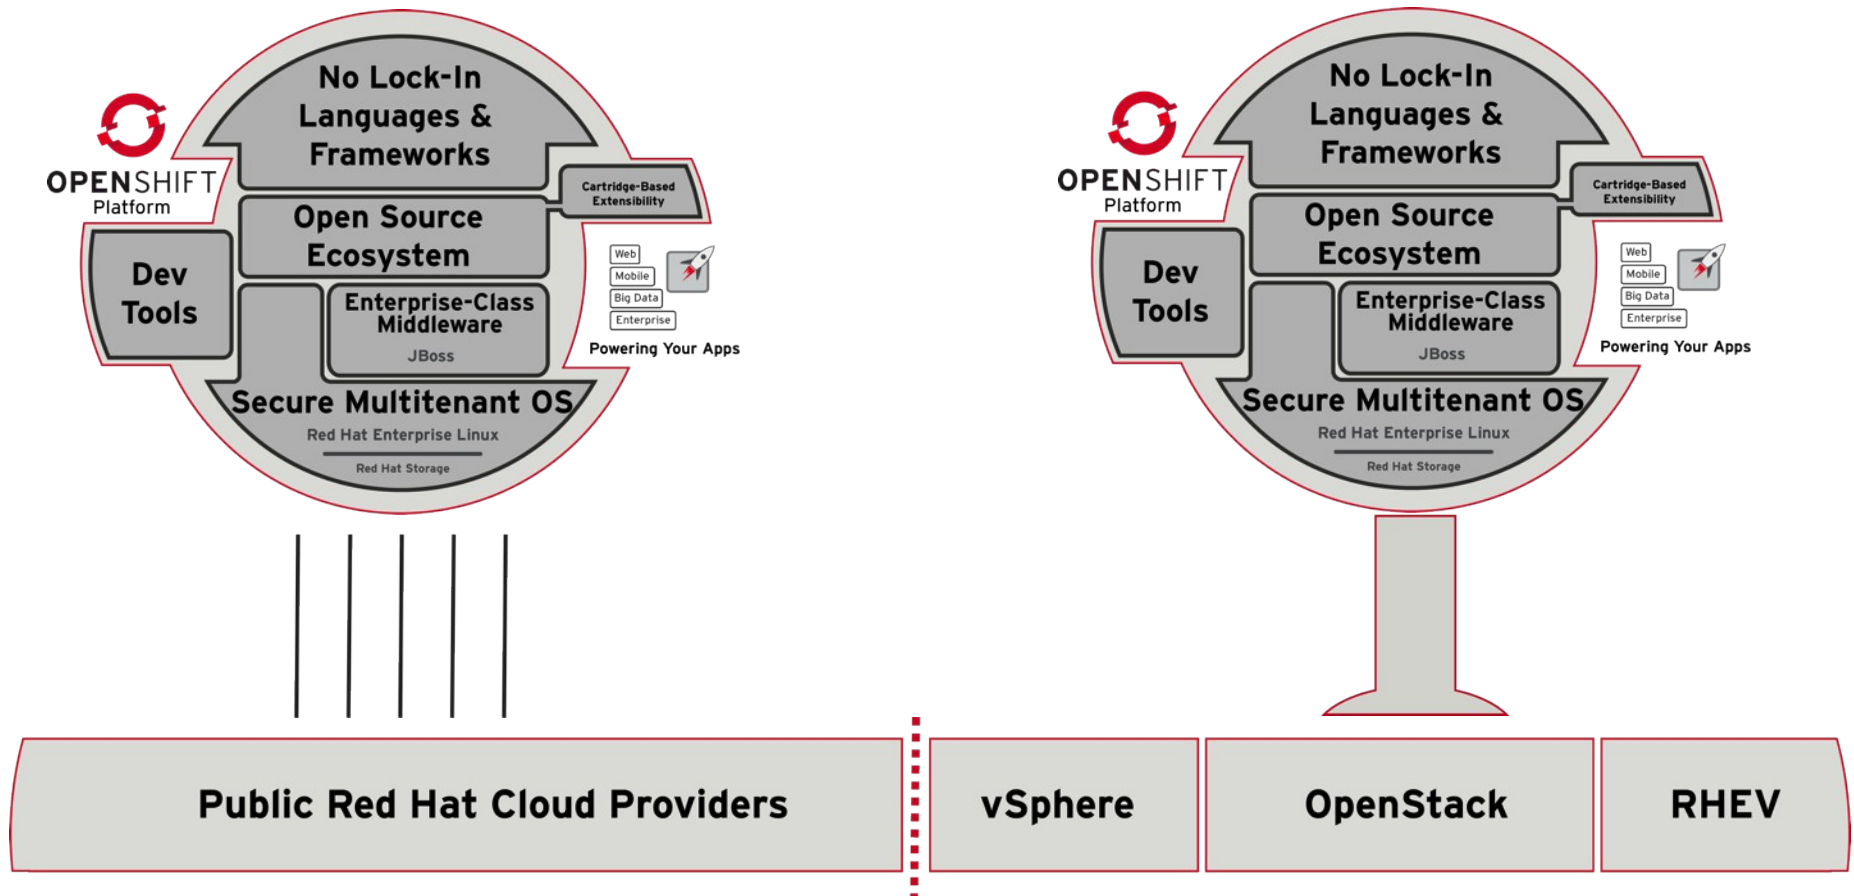 No Lock-In
Languages &
Frameworks
OPENSHIFT
Platform
Cartridge-Based
Extensibility
Open Source
Ecosystem
Dev
Tools
Web
Mobile
Big Data
Enterprise
Powering Your Apps
Enterprise-Class
Middleware
JBoss
Secure Multitenant OS
Red Hat Enterprise Linux
Red Hat Storage
No Lock-In
Languages &
Frameworks
OPENSHIFT
Platform
Cartridge-Based
Extensibility
Open Source
Ecosystem
Dev
Tools
Web
Mobile
Big Data
Enterprise
Powering Your Apps
Enterprise-Class
Middleware
JBoss
Secure Multitenant OS
Red Hat Enterprise Linux
Red Hat Storage
Public Red Hat Cloud Providers
vSphere
OpenStack
RHEV